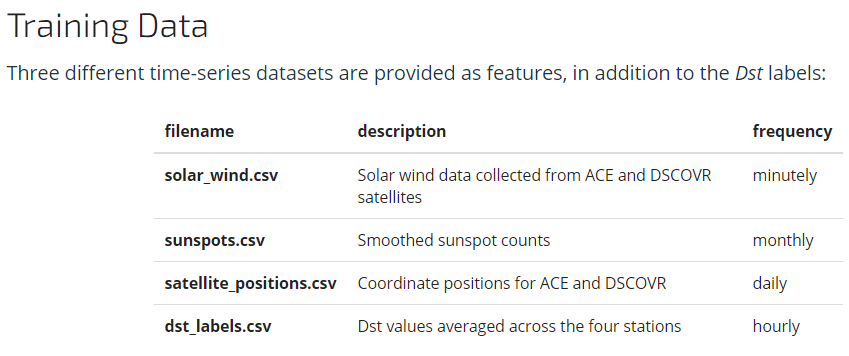 Training Data
Three different time-series datasets are provided as features, in addition to the Dst labels:
filename description frequency
solar_wind.csv Solar wind data collected from ACE and DSCOVR minutely
satellites
sunspots.csv Smoothed sunspot counts monthly
satellite_positions.csv Coordinate positions for ACE and DSCOVR daily
dst_labels.csv Dst values averaged across the four stations hourly